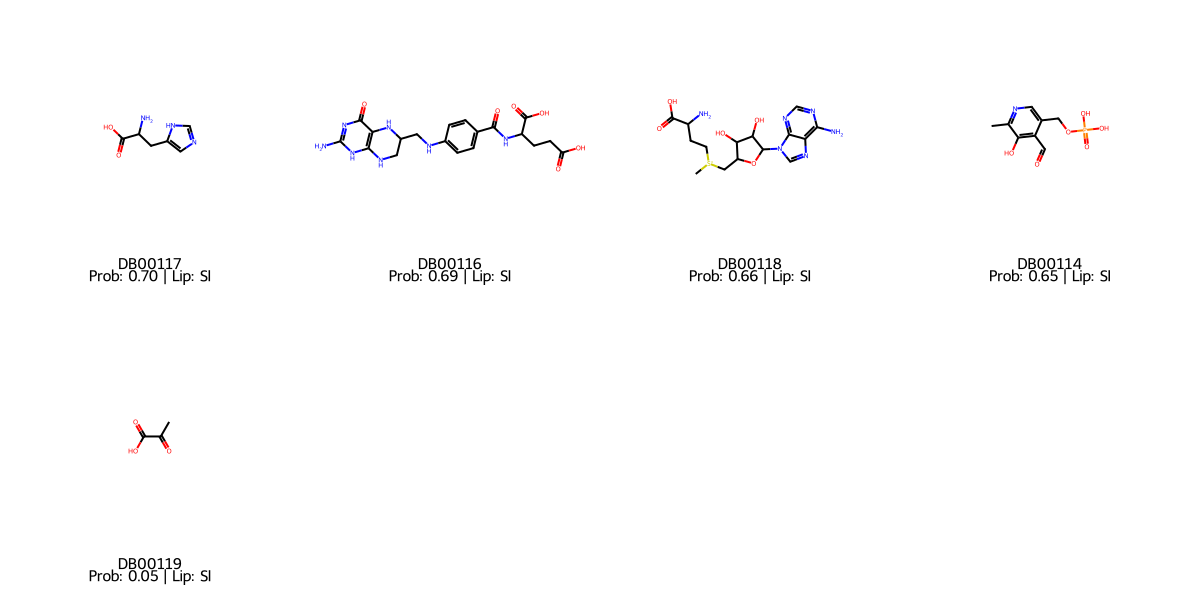 DB00117
Prob: 0.70 | Lip: SI
DB00116
Prob: 0.69 | Lip: SI
DB00118
Prob: 0.66 | Lip: SI
DB00114
Prob: 0.65 | Lip: SI
DB00119
Prob: 0.05 | Lip: SI